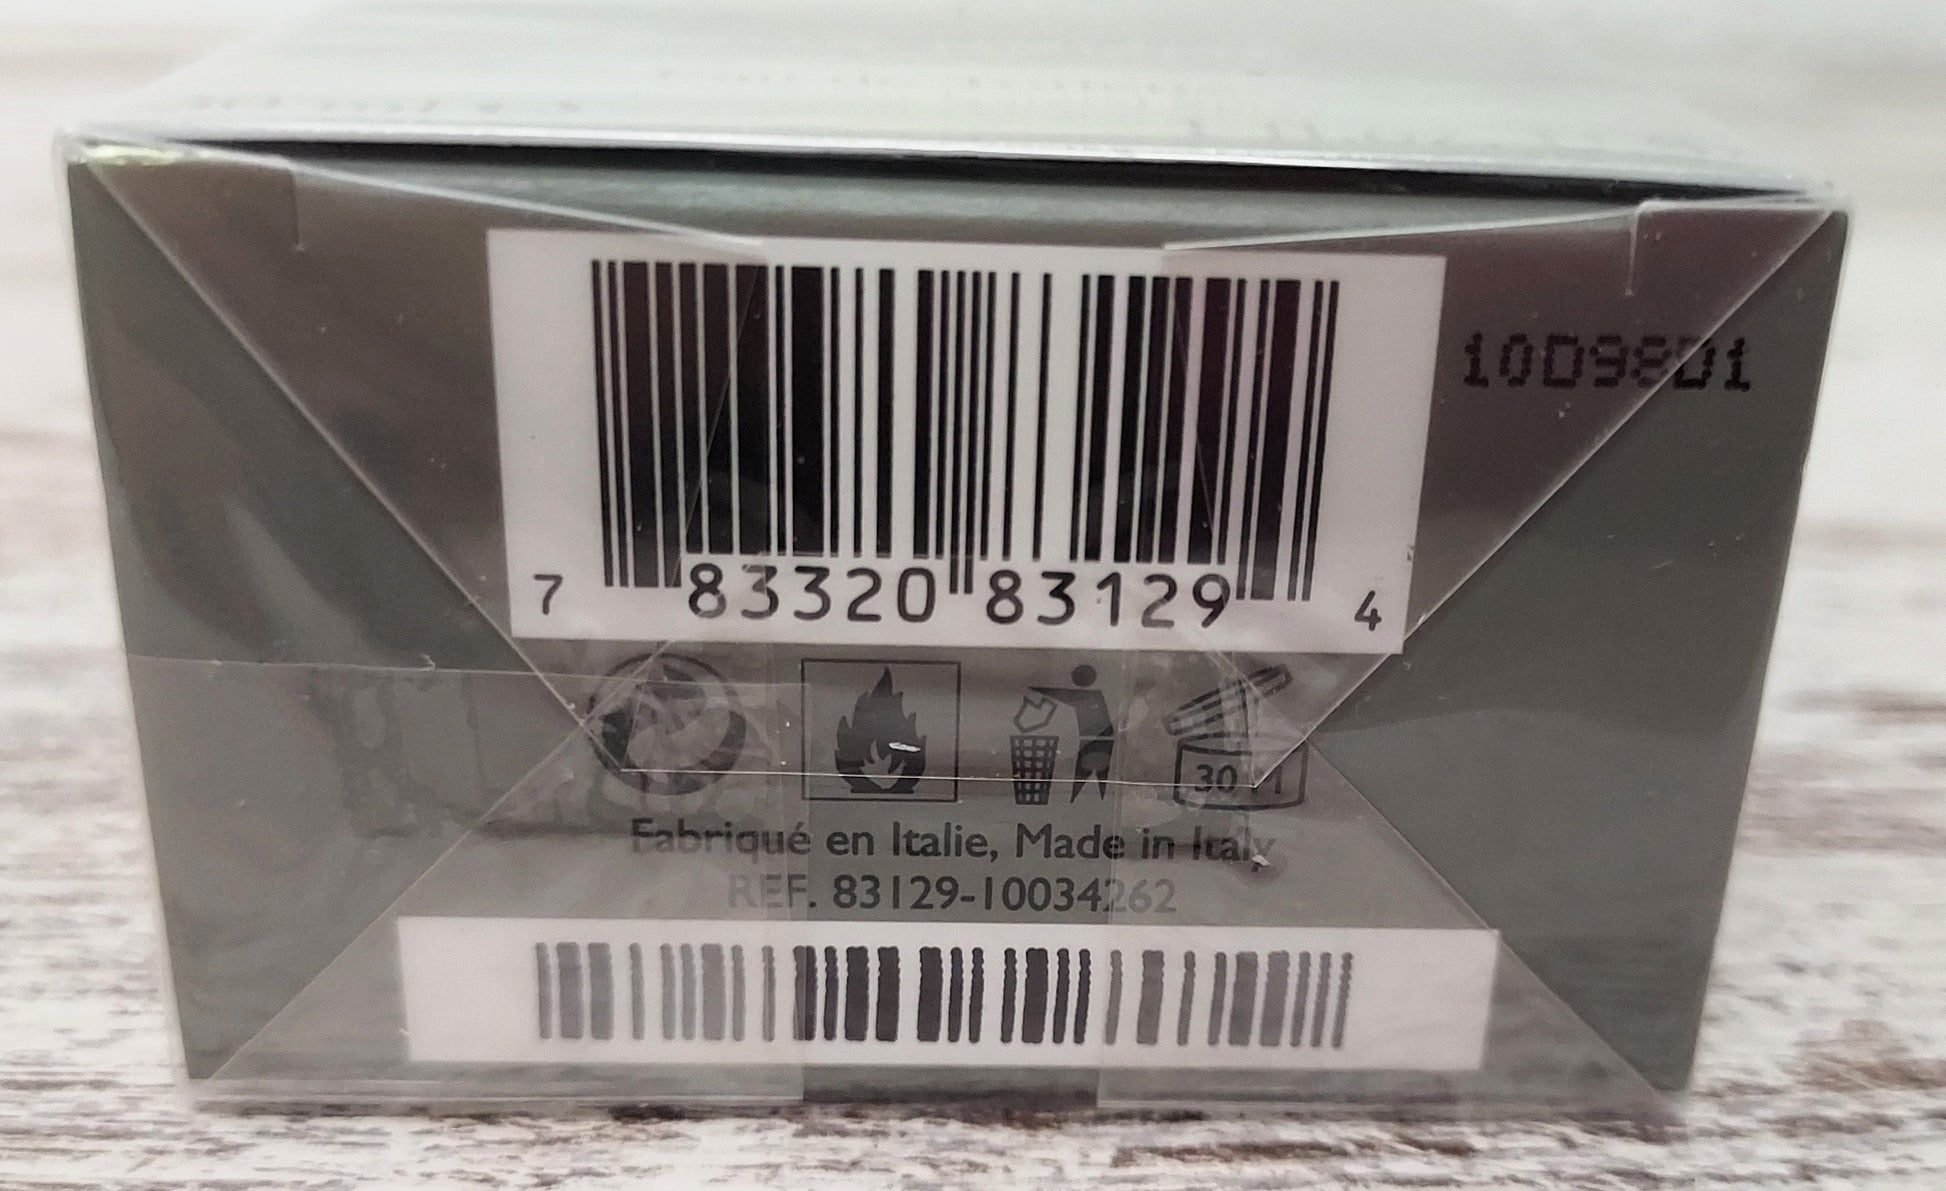 10D98D1
7 83320 83129 4
30M
Fabriqué en Italie, Made in Italy
REF. 83129-10034262